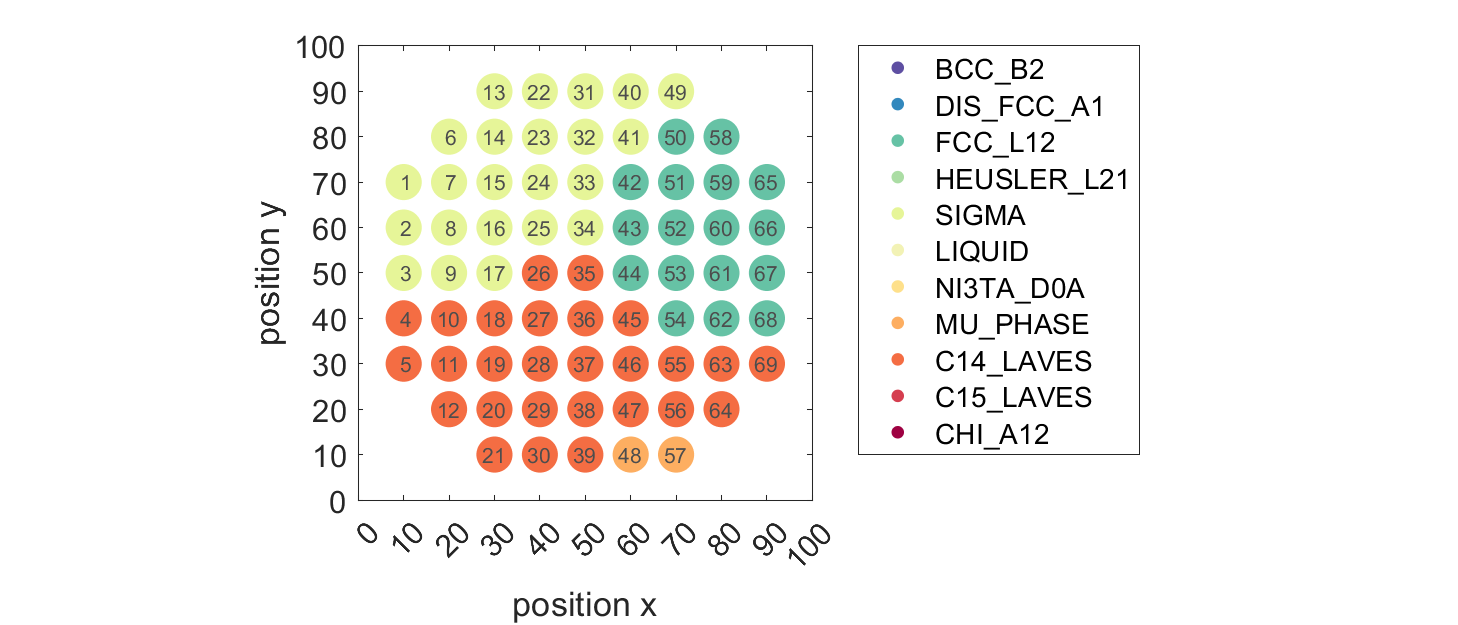 100
90
80
70
60
50
40
30
20
10
0
position y
13 22 31 40 49
6 14 23 32 41 50 58
1 7 15 24 33 42 51 59 65
2 8 16 25 34 43 52 60 66
3 9 17 26 35 44 53 61 67
4 10 18 27 36 45 54 62 68
5 11 19 28 37 46 55 63 69
12 20 29 38 47 56 64
21 30 39 48 57
0 10 20 30 40 50 60 70 80 90 100
position x
BCC_B2
DIS_FCC_A1
FCC_L12
HEUSLER_L21
SIGMA
LIQUID
NI3TA_D0A
MU_PHASE
C14_LAVES
C15_LAVES
CHI_A12